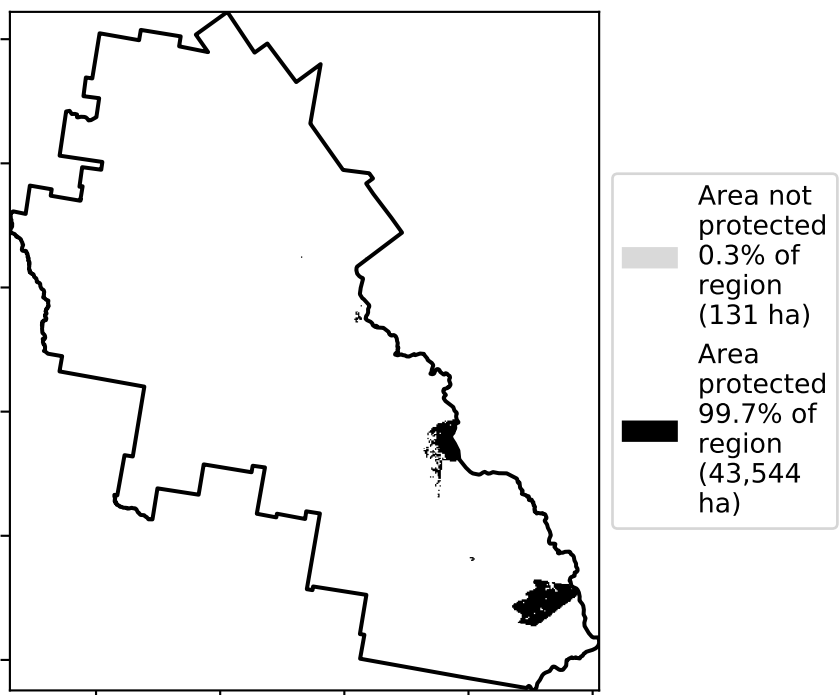 Area not
protected
0.3% of
region
(131 ha)
Area
protected
99.7% of
region
(43,544
ha)